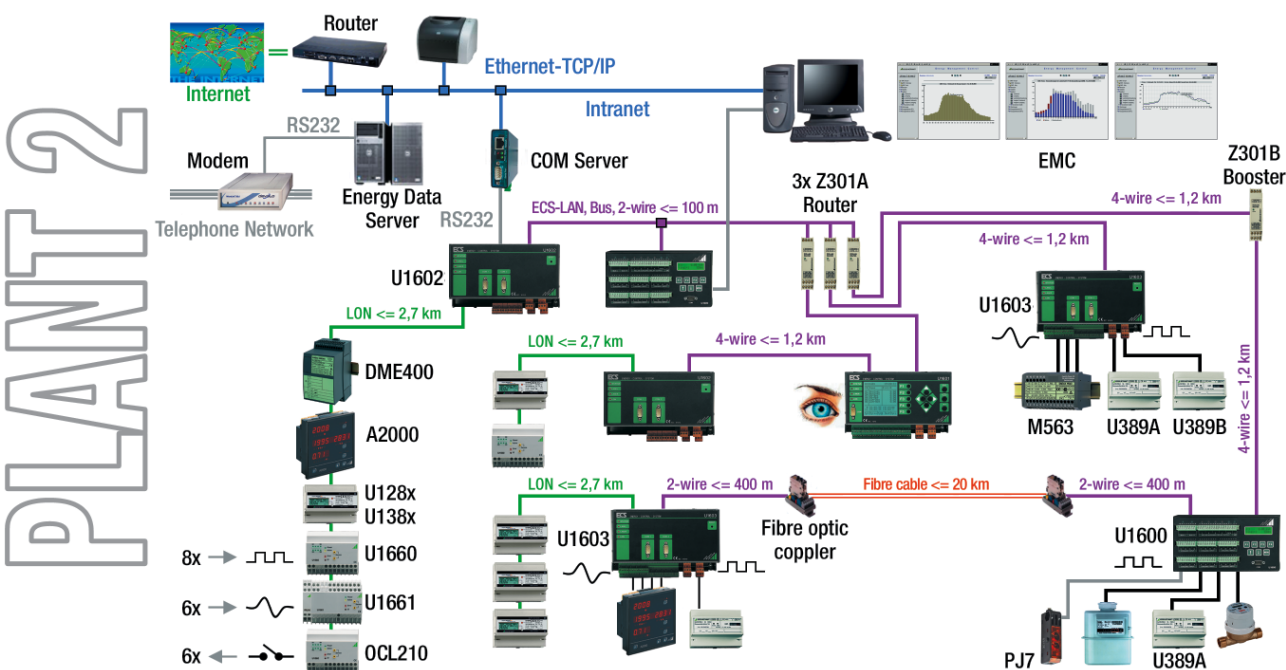 PLANT 2
Router
Ethernet-TCP/IP
Internet
Intranet
RS232
Modem
COM Server
EMC
Z301B
Booster
Energy Data
Server
3x Z301A
Router
4-wire <= 1,2 km
Telephone Network
RS232
ECS-LAN, Bus, 2-wire <= 100 m
4-wire <= 1,2 km
U1602
U1603
LON <= 2,7 km
LON <= 2,7 km
4-wire <= 1,2 km
4-wire <= 1,2 km
DME400
A2000
M563
U389A
U389B
U128x
U138x
LON <= 2,7 km
2-wire <= 400 m
Fibre cable <= 20 km
2-wire <= 400 m
Fibre optic
coppler
U1603
U1600
8x
U1660
6x
U1661
6x
OCL210
PJ7
U389A